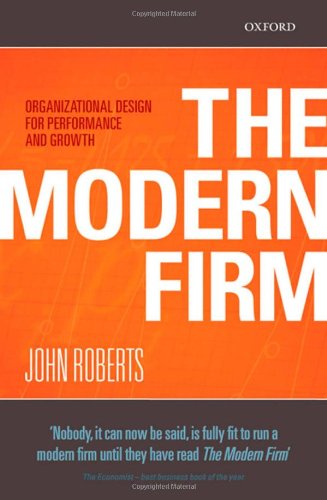 OXFORD
ORGANIZATIONAL DESIGN
FOR PERFORMANCE
AND GROWTH
THE
MODERN
FIRM
JOHN ROBERTS
'Nobody, it can now be said, is fully fit to run a
modern firm until they have read The Modern Firm'
The Economist – best business book of the year